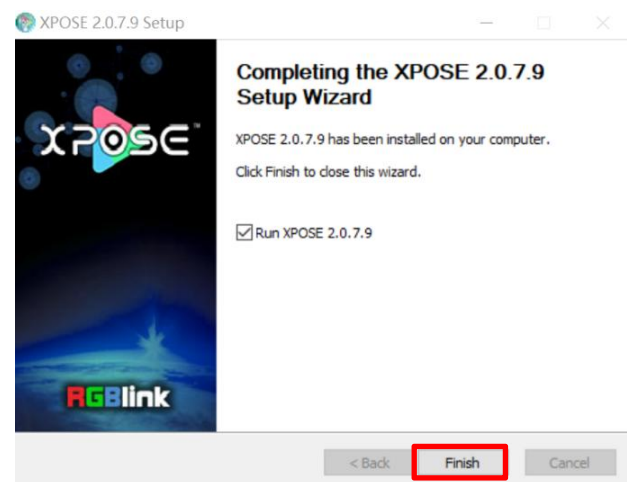 XPOSE 2.0.7.9 Setup
XPOSE™
Completing the XPOSE 2.0.7.9
Setup Wizard
XPOSE 2.0.7.9 has been installed on your computer.
Click Finish to close this wizard.
Run XPOSE 2.0.7.9
RGBlink
< Back
Finish
Cancel